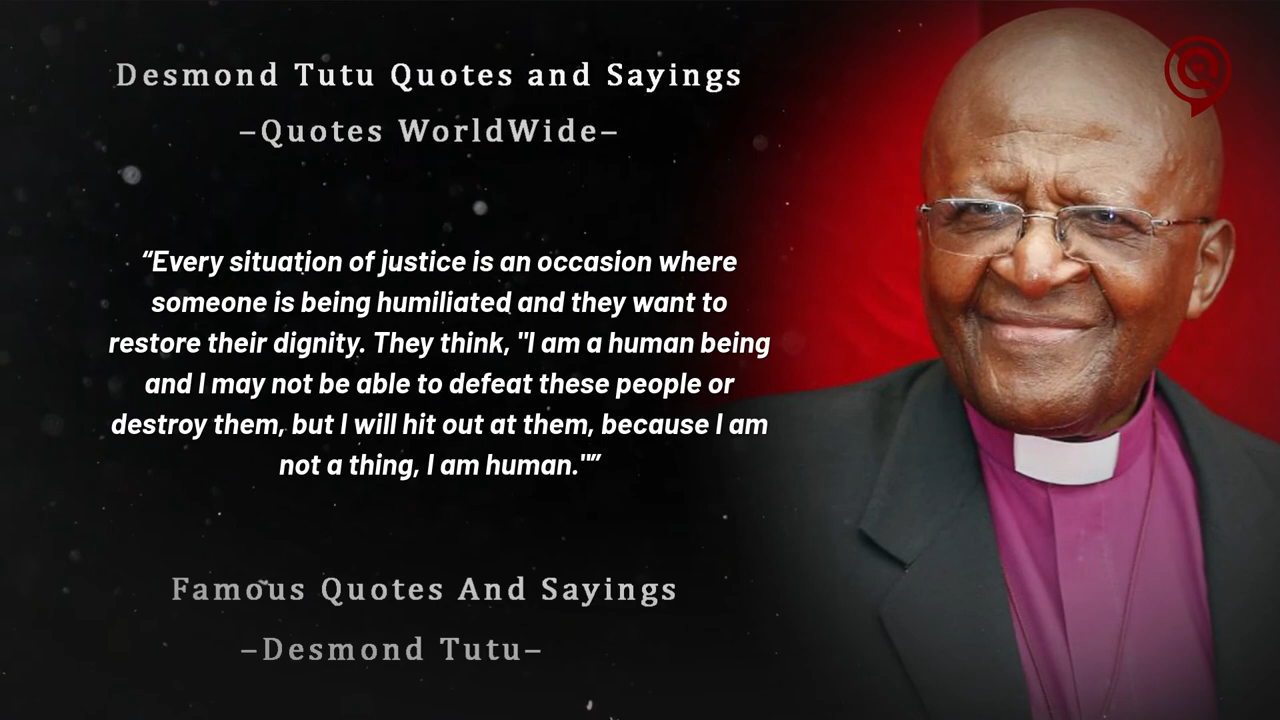 Desmond Tutu Quotes and Sayings
–Quotes WorldWide–
“Every situation of justice is an occasion where
someone is being humiliated and they want to
restore their dignity. They think, "I am a human being
and I may not be able to defeat these people or
destroy them, but I will hit out at them, because I am
not a thing, I am human."”
Famous Quotes And Sayings
–Desmond Tutu–